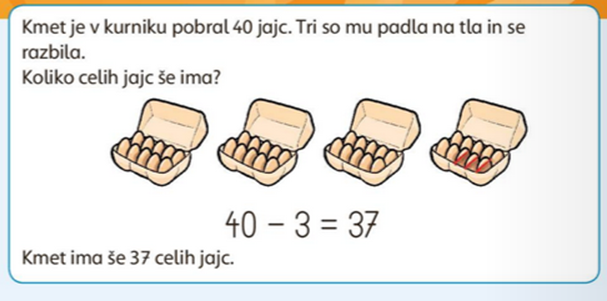 Kmet je v kurniku pobral 40 jajc. Tri so mu padla na tla in se
razbila.
Koliko celih jajc še ima?
40 − 3 = 37
Kmet ima še 37 celih jajc.